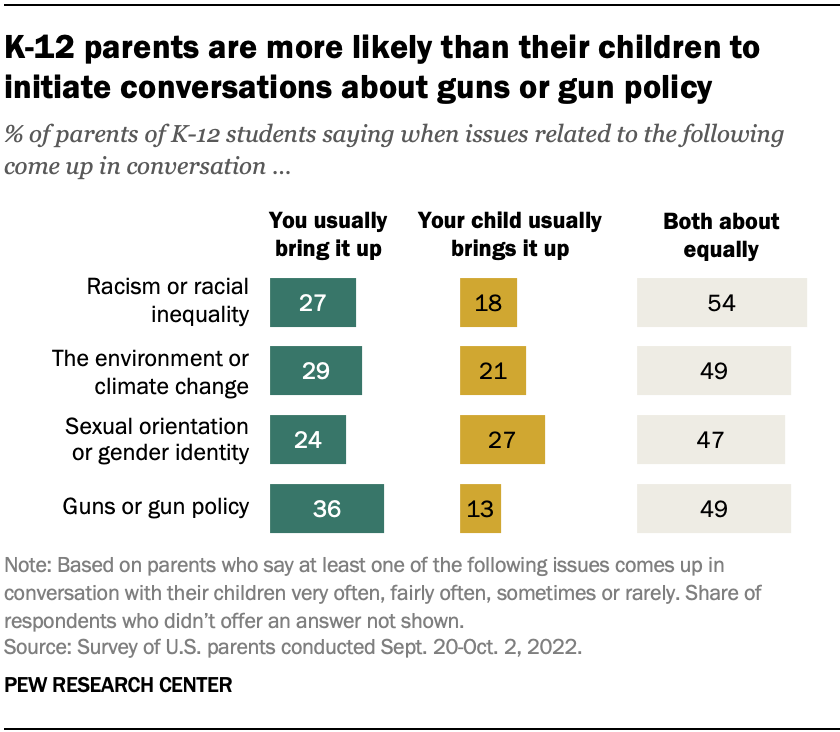 K-12 parents are more likely than their children to
initiate conversations about guns or gun policy
% of parents of K-12 students saying when issues related to the following
come up in conversation ...
You usually
bring it up
Your child usually
brings it up
Both about
equally
Racism or racial
inequality
27
18
54
The environment or
climate change
29
21
49
Sexual orientation
or gender identity
24
27
47
Guns or gun policy
36
13
49
Note: Based on parents who say at least one of the following issues comes up in
conversation with their children very often, fairly often, sometimes or rarely. Share of
respondents who didn’t offer an answer not shown.
Source: Survey of U.S. parents conducted Sept. 20-Oct. 2, 2022.
PEW RESEARCH CENTER